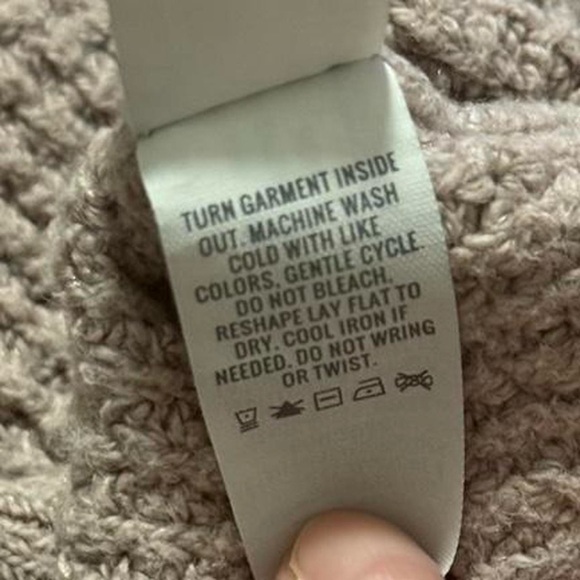 TURN GARMENT INSIDE
OUT. MACHINE WASH
COLD WITH LIKE
COLORS, GENTLE CYCLE.
DO NOT BLEACH.
RESHAPE LAY FLAT TO
DRY. COOL IRON IF
NEEDED. DO NOT WRING
OR TWIST.